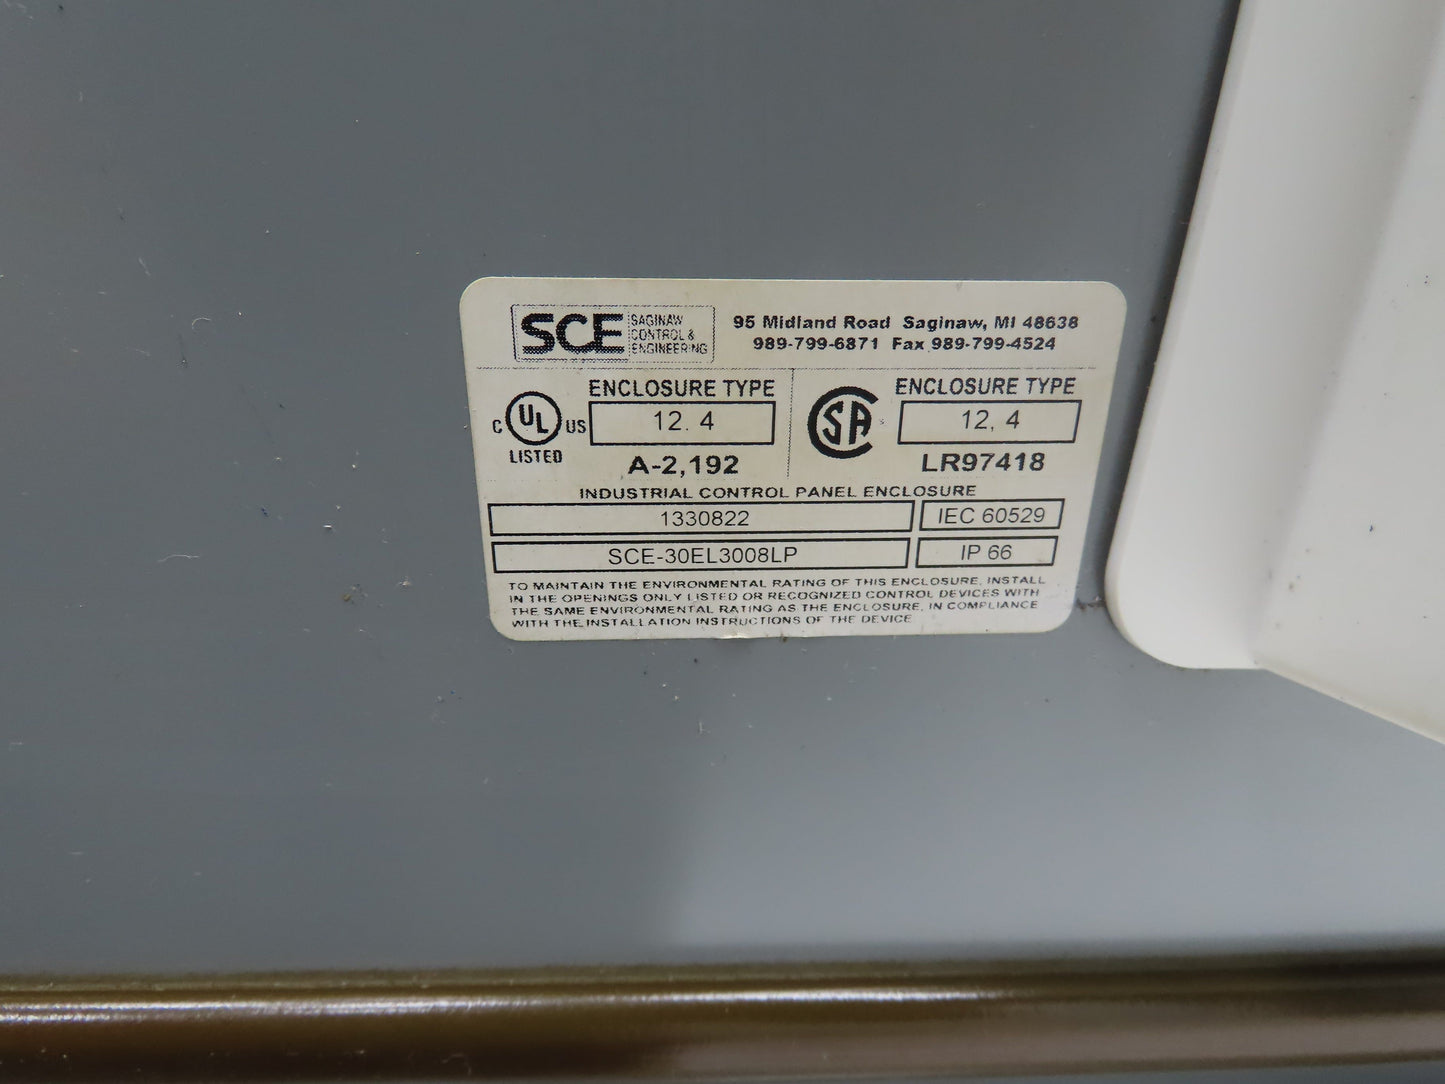 SCE SAGINAW CONTROL & ENGINEERING
95 Midland Road Saginaw, MI 48638
989-799-6871 Fax 989-799-4524
C UL US LISTED
ENCLOSURE TYPE
12. 4
A-2,192
CSA
ENCLOSURE TYPE
12, 4
LR97418
INDUSTRIAL CONTROL PANEL ENCLOSURE
1330822 IEC 60529
SCE-30EL3008LP IP 66
TO MAINTAIN THE ENVIRONMENTAL RATING OF THIS ENCLOSURE, INSTALL
IN THE OPENINGS ONLY LISTED OR RECOGNIZED CONTROL DEVICES WITH
THE SAME ENVIRONMENTAL RATING AS THE ENCLOSURE, IN COMPLIANCE
WITH THE INSTALLATION INSTRUCTIONS OF THE DEVICE